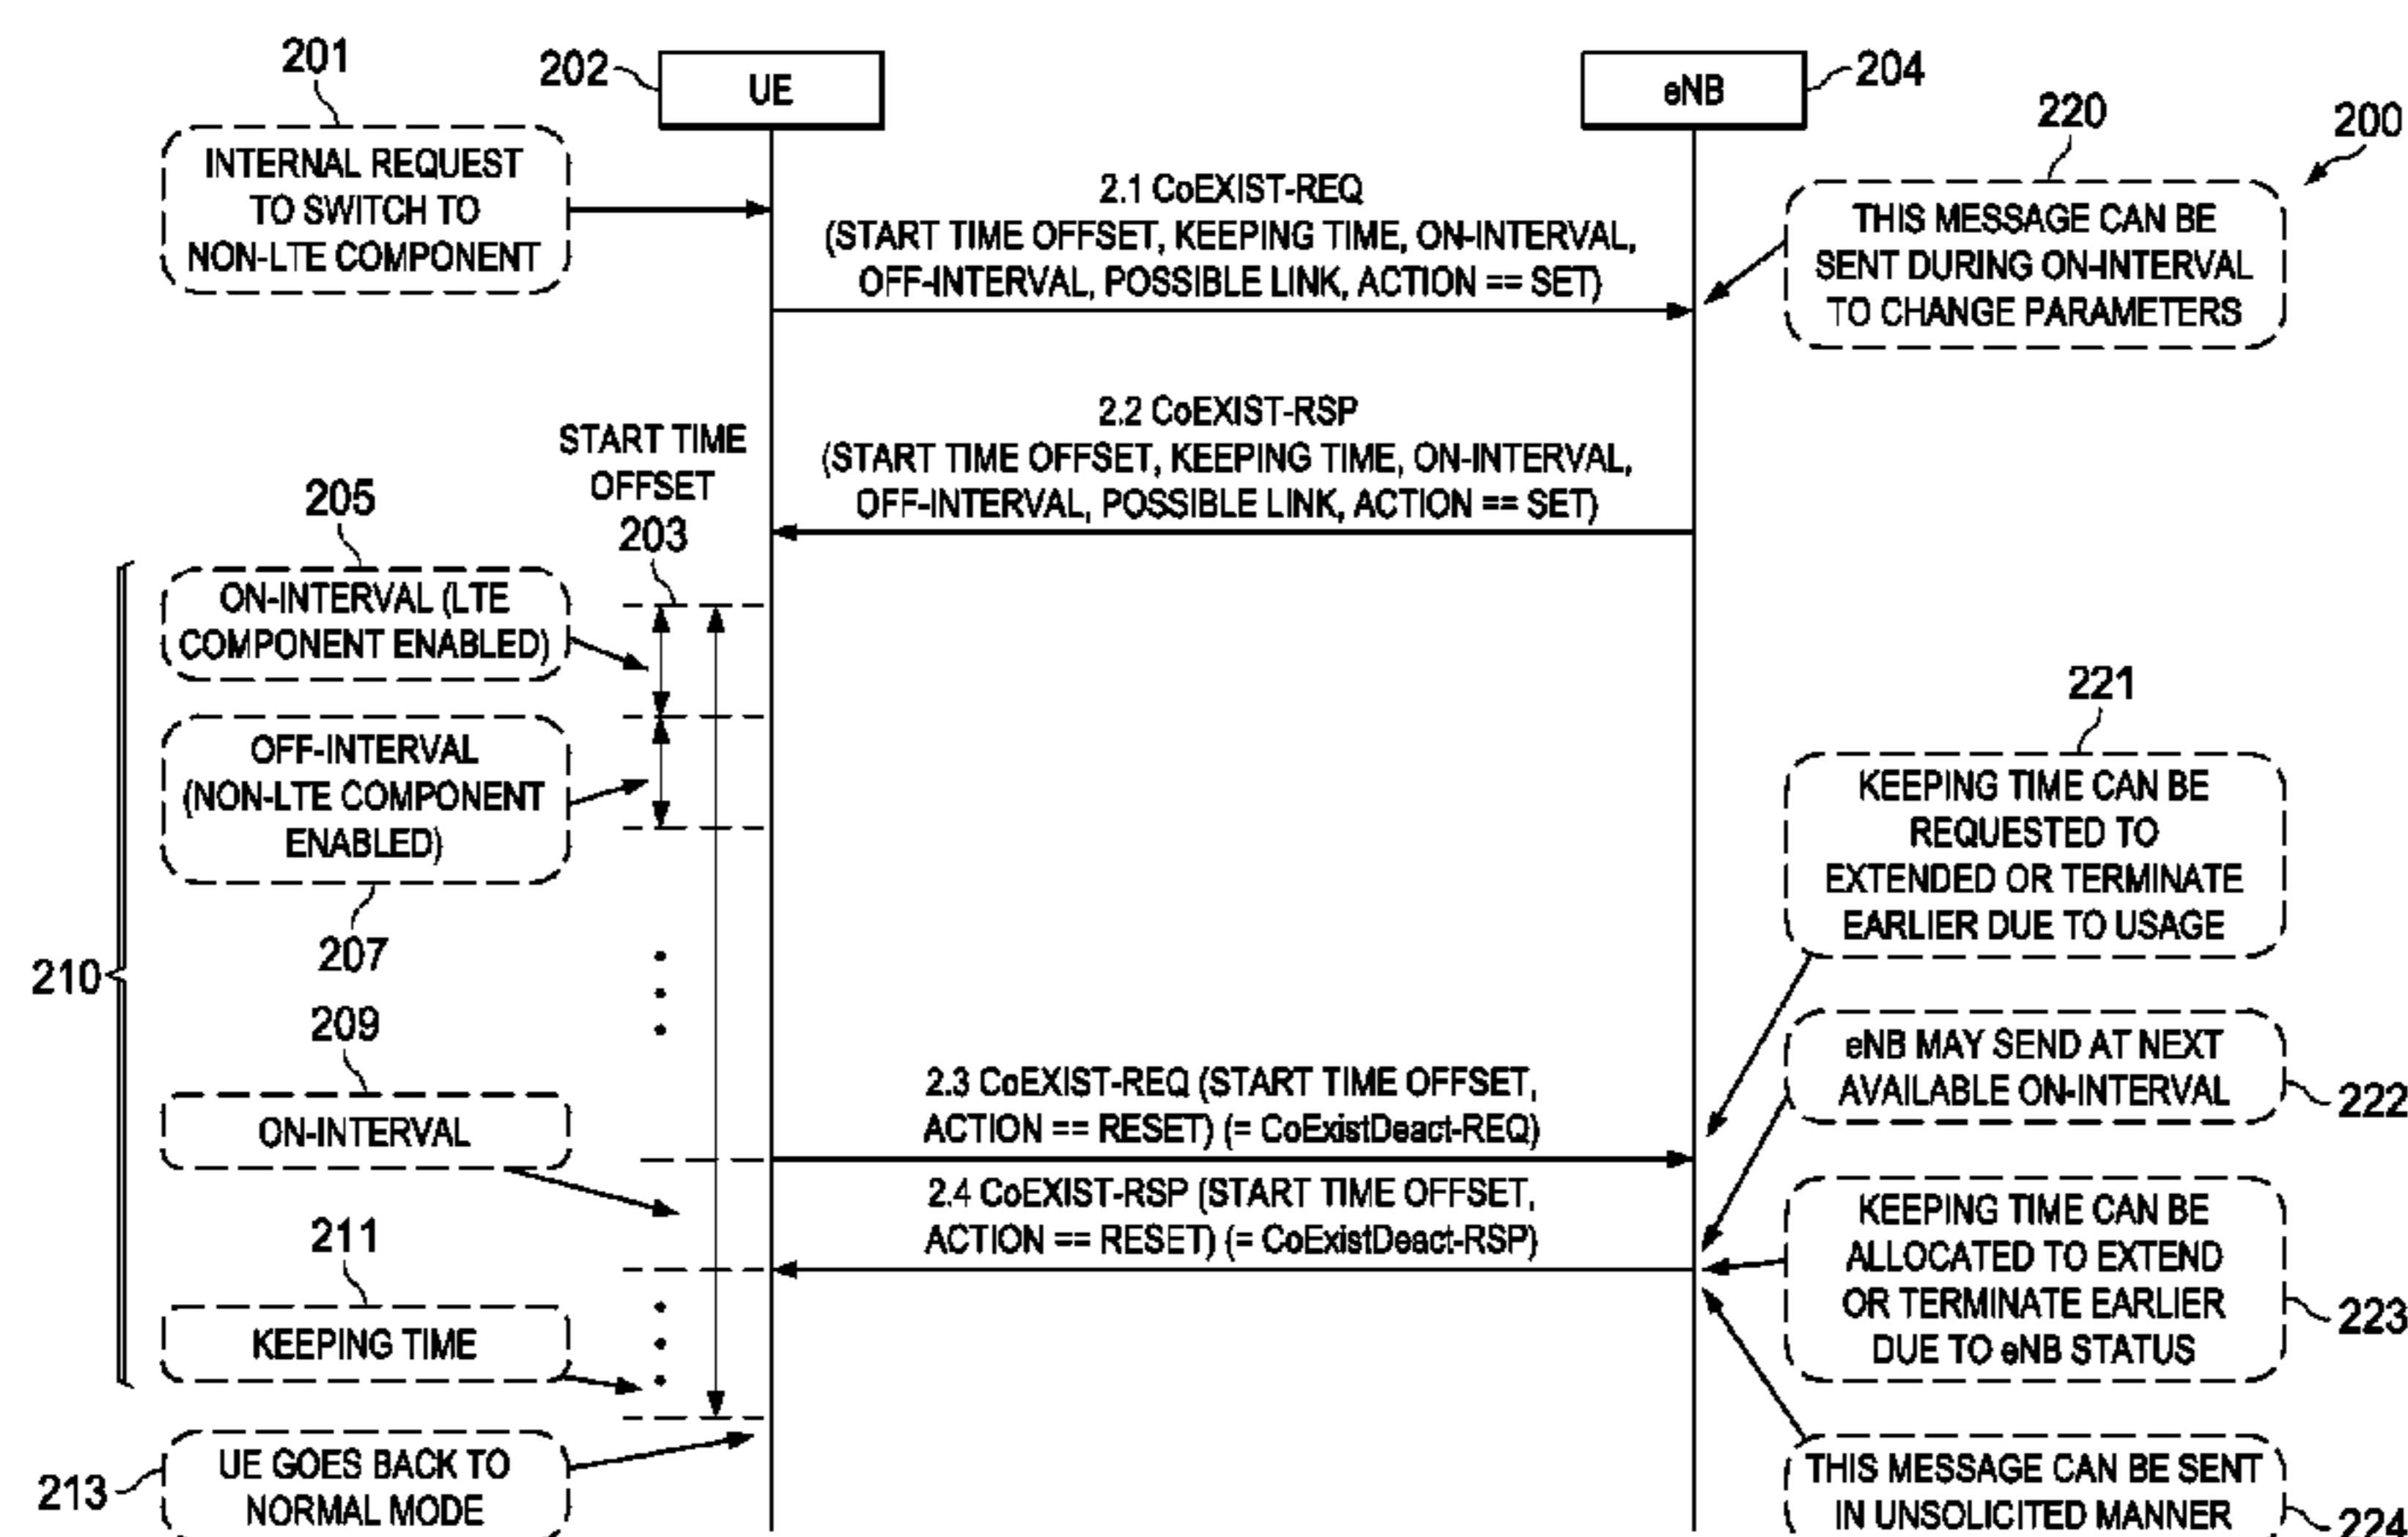 201
INTERNAL REQUEST
TO SWITCH TO
NON-LTE COMPONENT
202
UE
eNB
204
220
200
THIS MESSAGE CAN BE
SENT DURING ON-INTERVAL
TO CHANGE PARAMETERS
2.1 CoEXIST-REQ
(START TIME OFFSET, KEEPING TIME, ON-INTERVAL,
OFF-INTERVAL, POSSIBLE LINK, ACTION == SET)
2.2 CoEXIST-RSP
(START TIME OFFSET, KEEPING TIME, ON-INTERVAL,
OFF-INTERVAL, POSSIBLE LINK, ACTION == SET)
START TIME
OFFSET
203
205
ON-INTERVAL (LTE
COMPONENT ENABLED)
OFF-INTERVAL
(NON-LTE COMPONENT
ENABLED)
207
210
221
KEEPING TIME CAN BE
REQUESTED TO
EXTENDED OR TERMINATE
EARLIER DUE TO USAGE
209
ON-INTERVAL
2.3 CoEXIST-REQ (START TIME OFFSET,
ACTION == RESET) (= CoExistDeact-REQ)
eNB MAY SEND AT NEXT
AVAILABLE ON-INTERVAL
222
2.4 CoEXIST-RSP (START TIME OFFSET,
ACTION == RESET) (= CoExistDeact-RSP)
211
KEEPING TIME
KEEPING TIME CAN BE
ALLOCATED TO EXTEND
OR TERMINATE EARLIER
DUE TO eNB STATUS
223
213
UE GOES BACK TO
NORMAL MODE
THIS MESSAGE CAN BE SENT
IN UNSOLICITED MANNER
224